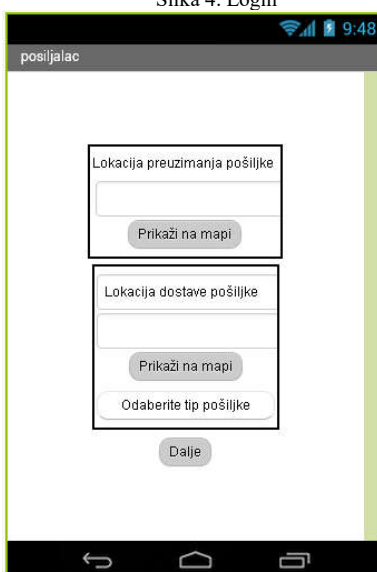 Slika 4. Login
9:48
posiljalac
Lokacija preuzimanja pošiljke
Prikaži na mapi
Lokacija dostave pošiljke
Prikaži na mapi
Odaberite tip pošiljke
Dalje